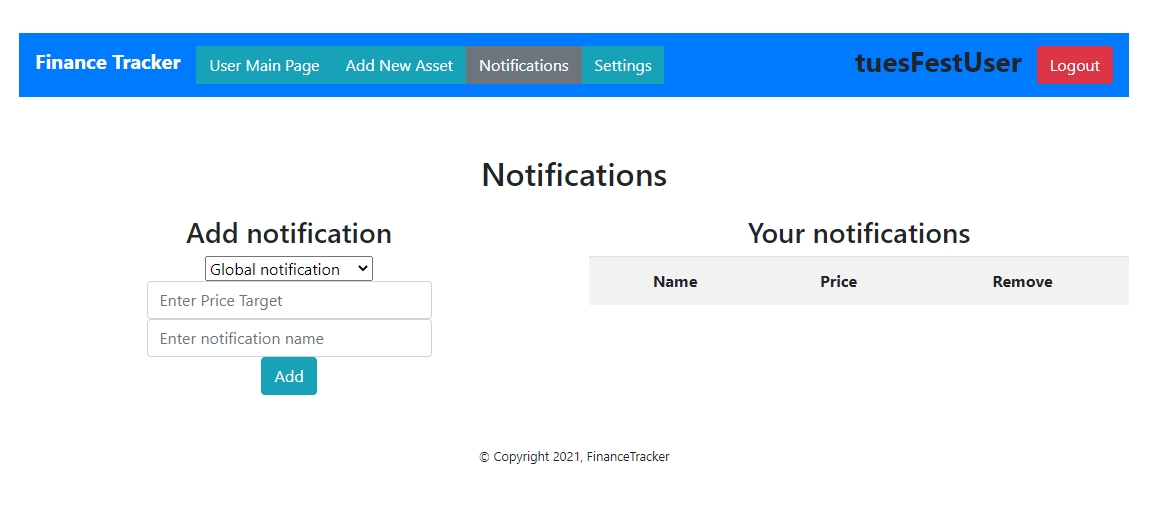 Finance Tracker User Main Page Add New Asset Notifications Settings tuesFestUser Logout
Notifications
Add notification
Global notification
Enter Price Target
Enter notification name
Add
Your notifications
Name Price Remove
© Copyright 2021, FinanceTracker